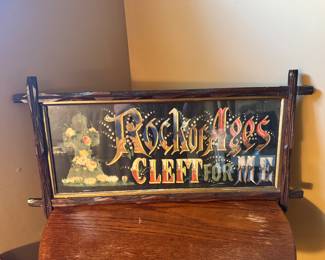 Rock of Ages
CLEFT FOR ME